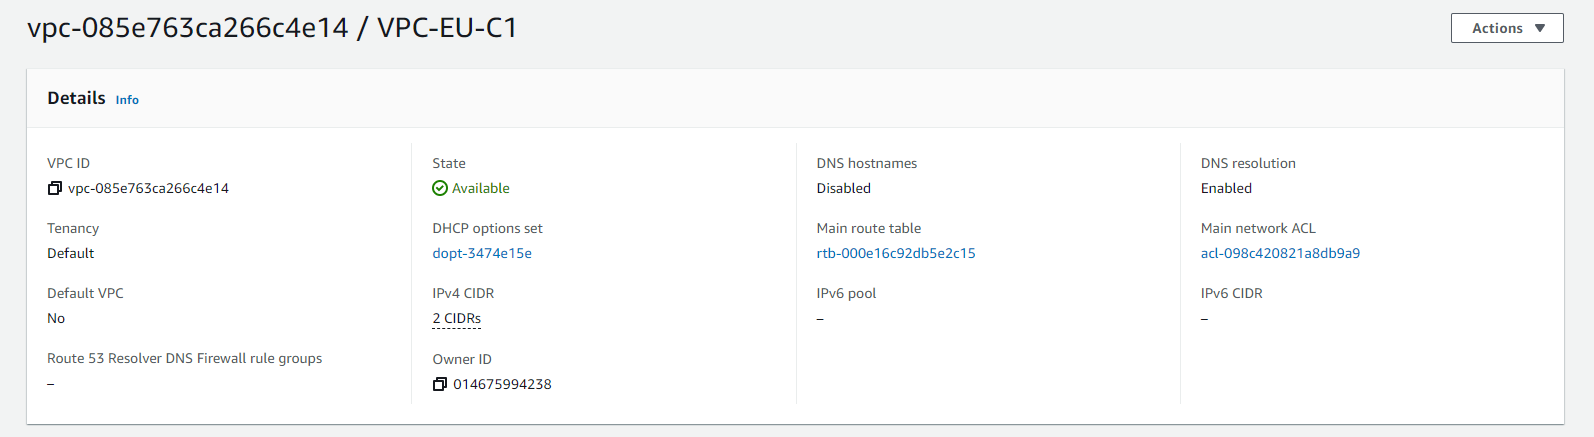 vpc-085e763ca266c4e14 / VPC-EU-C1
Actions
Details Info
VPC ID
vpc-085e763ca266c4e14
State
Available
DNS hostnames
Disabled
DNS resolution
Enabled
Tenancy
Default
DHCP options set
dopt-3474e15e
Main route table
rtb-000e16c92db5e2c15
Main network ACL
acl-098c420821a8db9a9
Default VPC
No
IPv4 CIDR
2 CIDRs
IPv6 pool
–
IPv6 CIDR
–
Route 53 Resolver DNS Firewall rule groups
–
Owner ID
014675994238